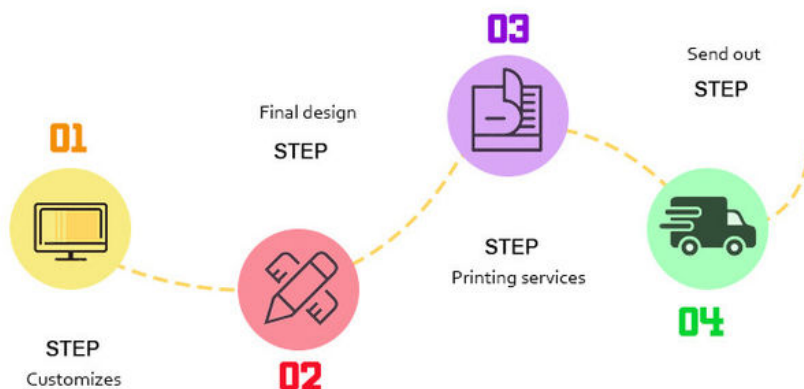 01
STEP
Customizes
Final design
STEP
02
03
STEP
Printing services
Send out
STEP
04